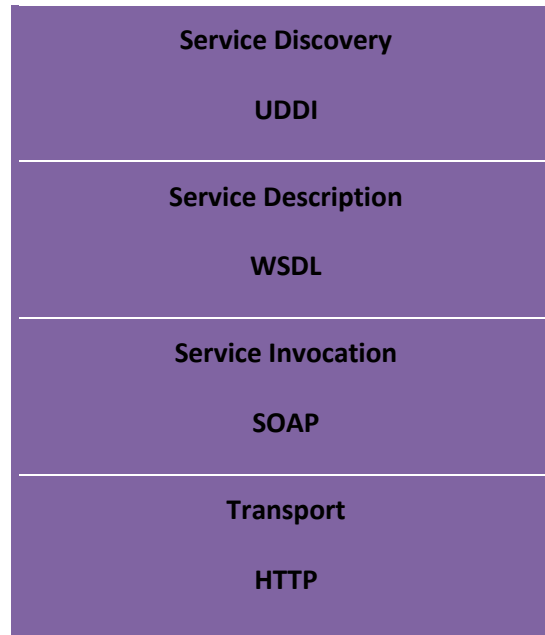 Service Discovery
UDDI
Service Description
WSDL
Service Invocation
SOAP
Transport
HTTP